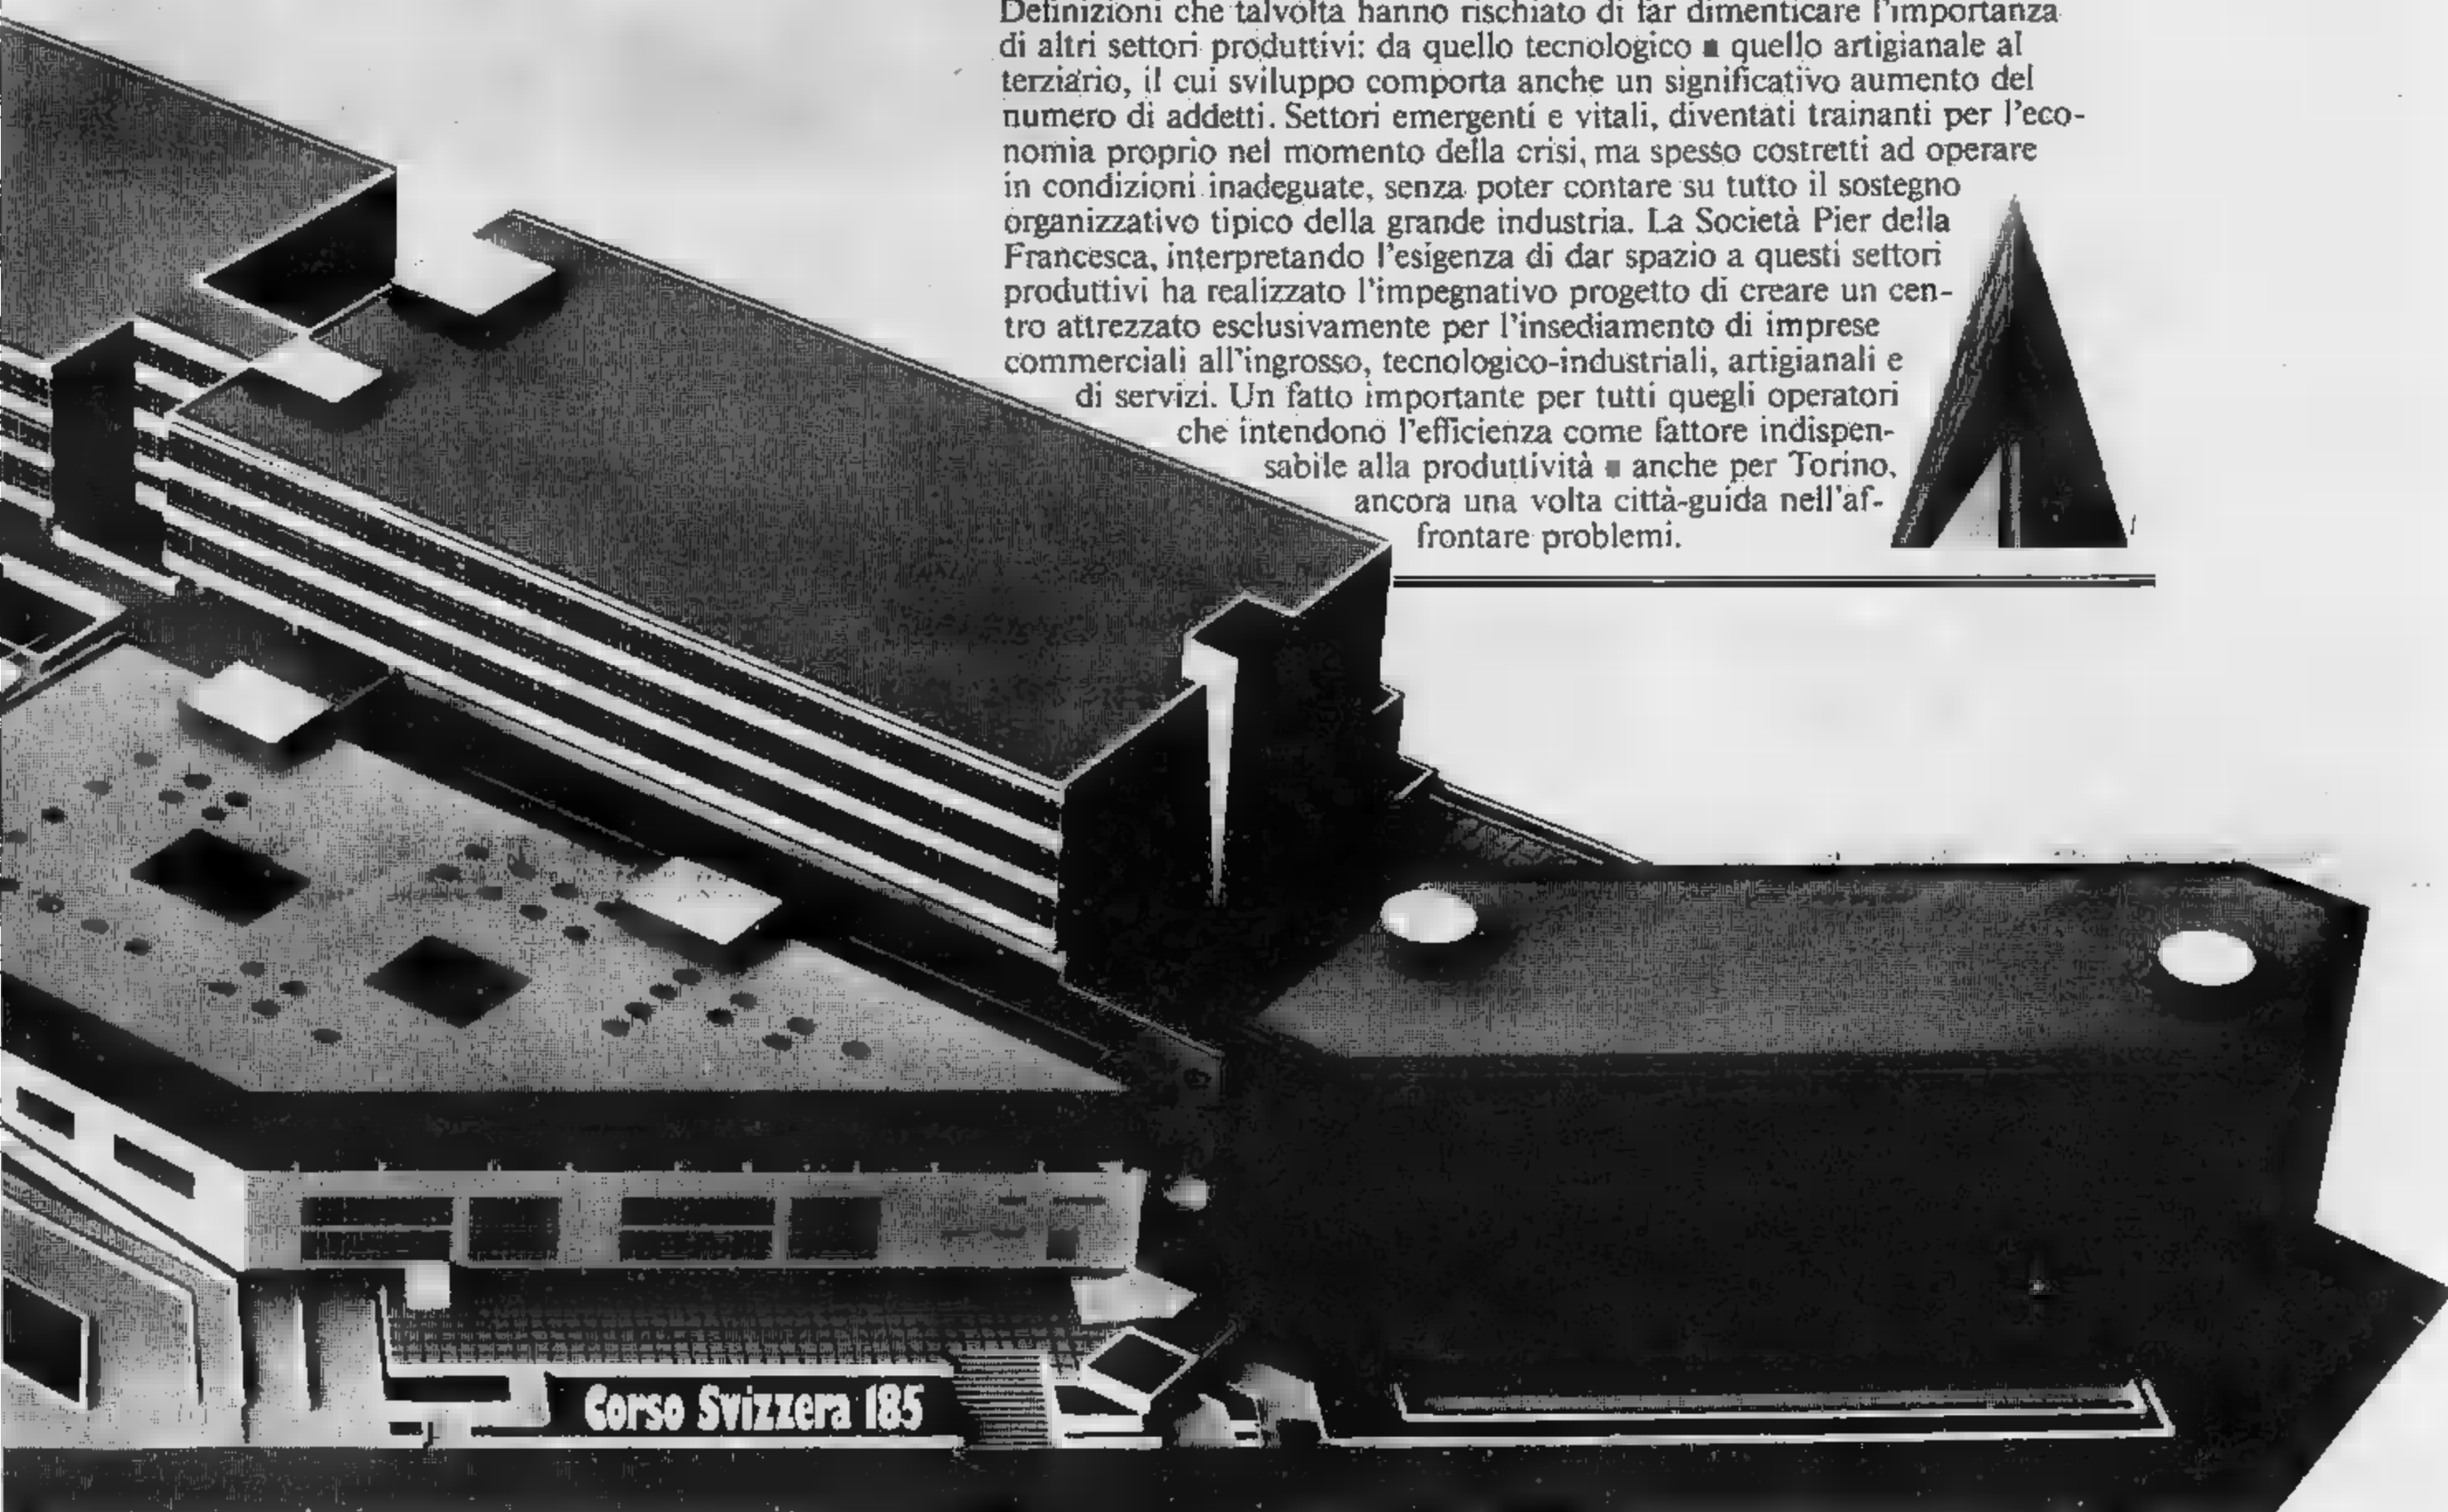 Definizioni che talvolta hanno rischiato di far dimenticare l'importanza
di altri settori produttivi: da quello tecnologico ■ quello artigianale al
terziario, il cui sviluppo comporta anche un significativo aumento del
numero di addetti. Settori emergenti e vitali, diventati trainanti per l'eco-
nomia proprio nel momento della crisi, ma spesso costretti ad operare
in condizioni inadeguate, senza poter contare su tutto il sostegno
organizzativo tipico della grande industria. La Società Pier della
Francesca, interpretando l'esigenza di dar spazio a questi settori
produttivi ha realizzato l'impegnativo progetto di creare un cen-
tro attrezzato esclusivamente per l'insediamento di imprese
commerciali all'ingrosso, tecnologico-industriali, artigianali e
di servizi. Un fatto importante per tutti quegli operatori
che intendono l'efficienza come fattore indispen-
sabile alla produttività ■ anche per Torino,
ancora una volta città-guida nell'af-
frontare problemi.
Corso Svizzera 185